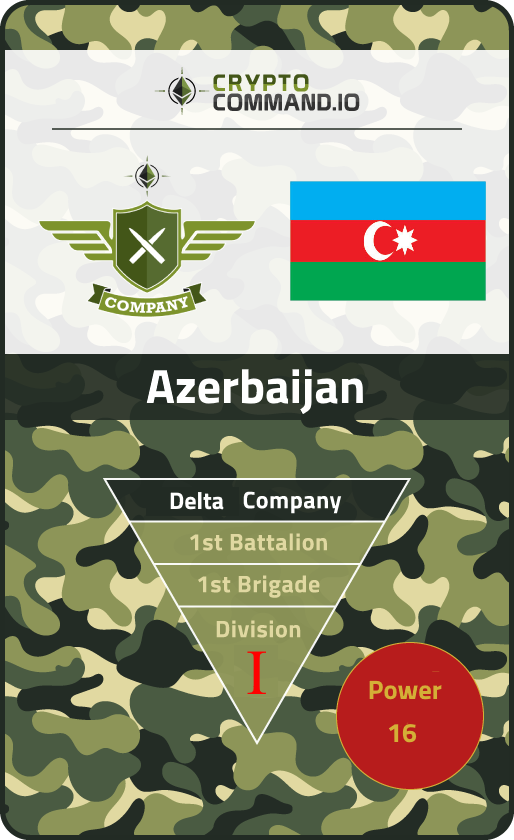 CRYPTO
COMMAND.IO
COMPANY
Azerbaijan
Delta Company
1st Battalion
1st Brigade
Division
I
Power
16